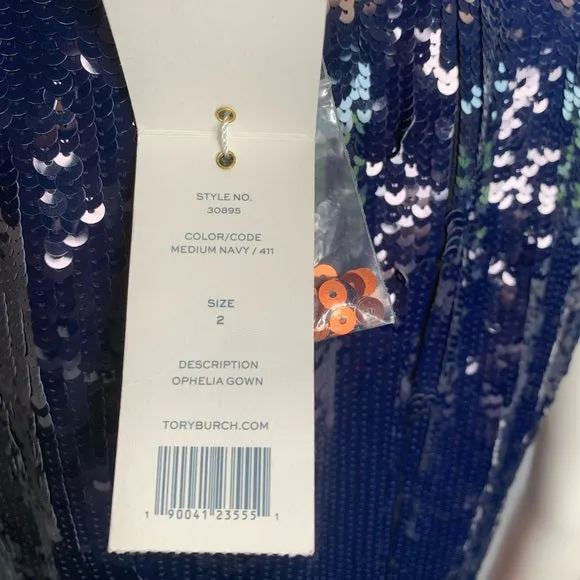 STYLE NO.
30895
COLOR/CODE
MEDIUM NAVY / 411
SIZE
2
DESCRIPTION
OPHELIA GOWN
TORYBURCH.COM
1 90041 23555 1